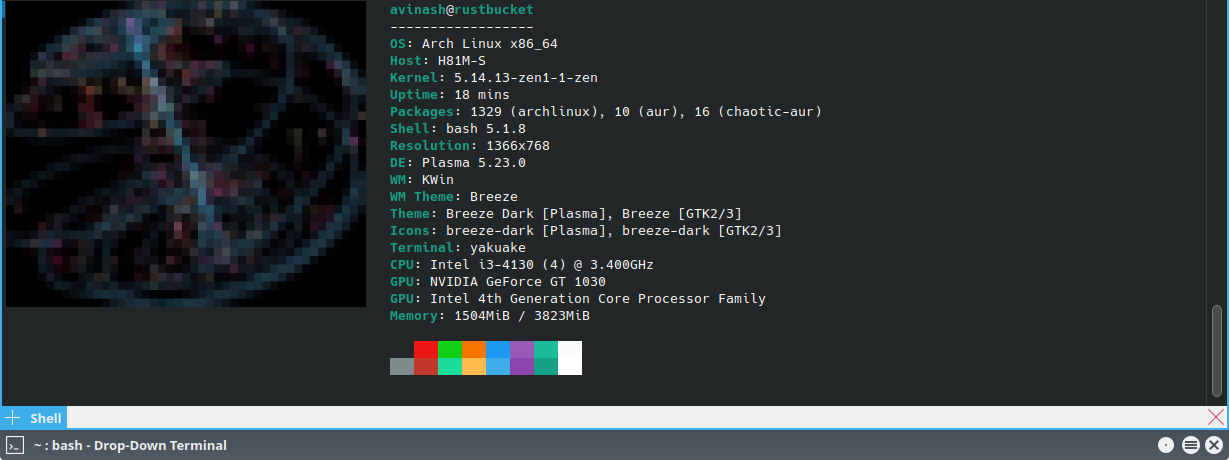 avinash@rustbucket
------------------
OS: Arch Linux x86_64
Host: H81M-S
Kernel: 5.14.13-zen1-1-zen
Uptime: 18 mins
Packages: 1329 (archlinux), 10 (aur), 16 (chaotic-aur)
Shell: bash 5.1.8
Resolution: 1366x768
DE: Plasma 5.23.0
WM: KWin
WM Theme: Breeze
Theme: Breeze Dark [Plasma], Breeze [GTK2/3]
Icons: breeze-dark [Plasma], breeze-dark [GTK2/3]
Terminal: yakuake
CPU: Intel i3-4130 (4) @ 3.400GHz
GPU: NVIDIA GeForce GT 1030
GPU: Intel 4th Generation Core Processor Family
Memory: 1504MiB / 3823MiB
Shell
~ : bash - Drop-Down Terminal